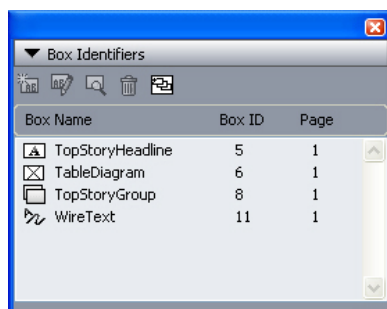 Box Identifiers
Box Name Box ID Page
TopStoryHeadline 5 1
TableDiagram 6 1
TopStoryGroup 8 1
WireText 11 1